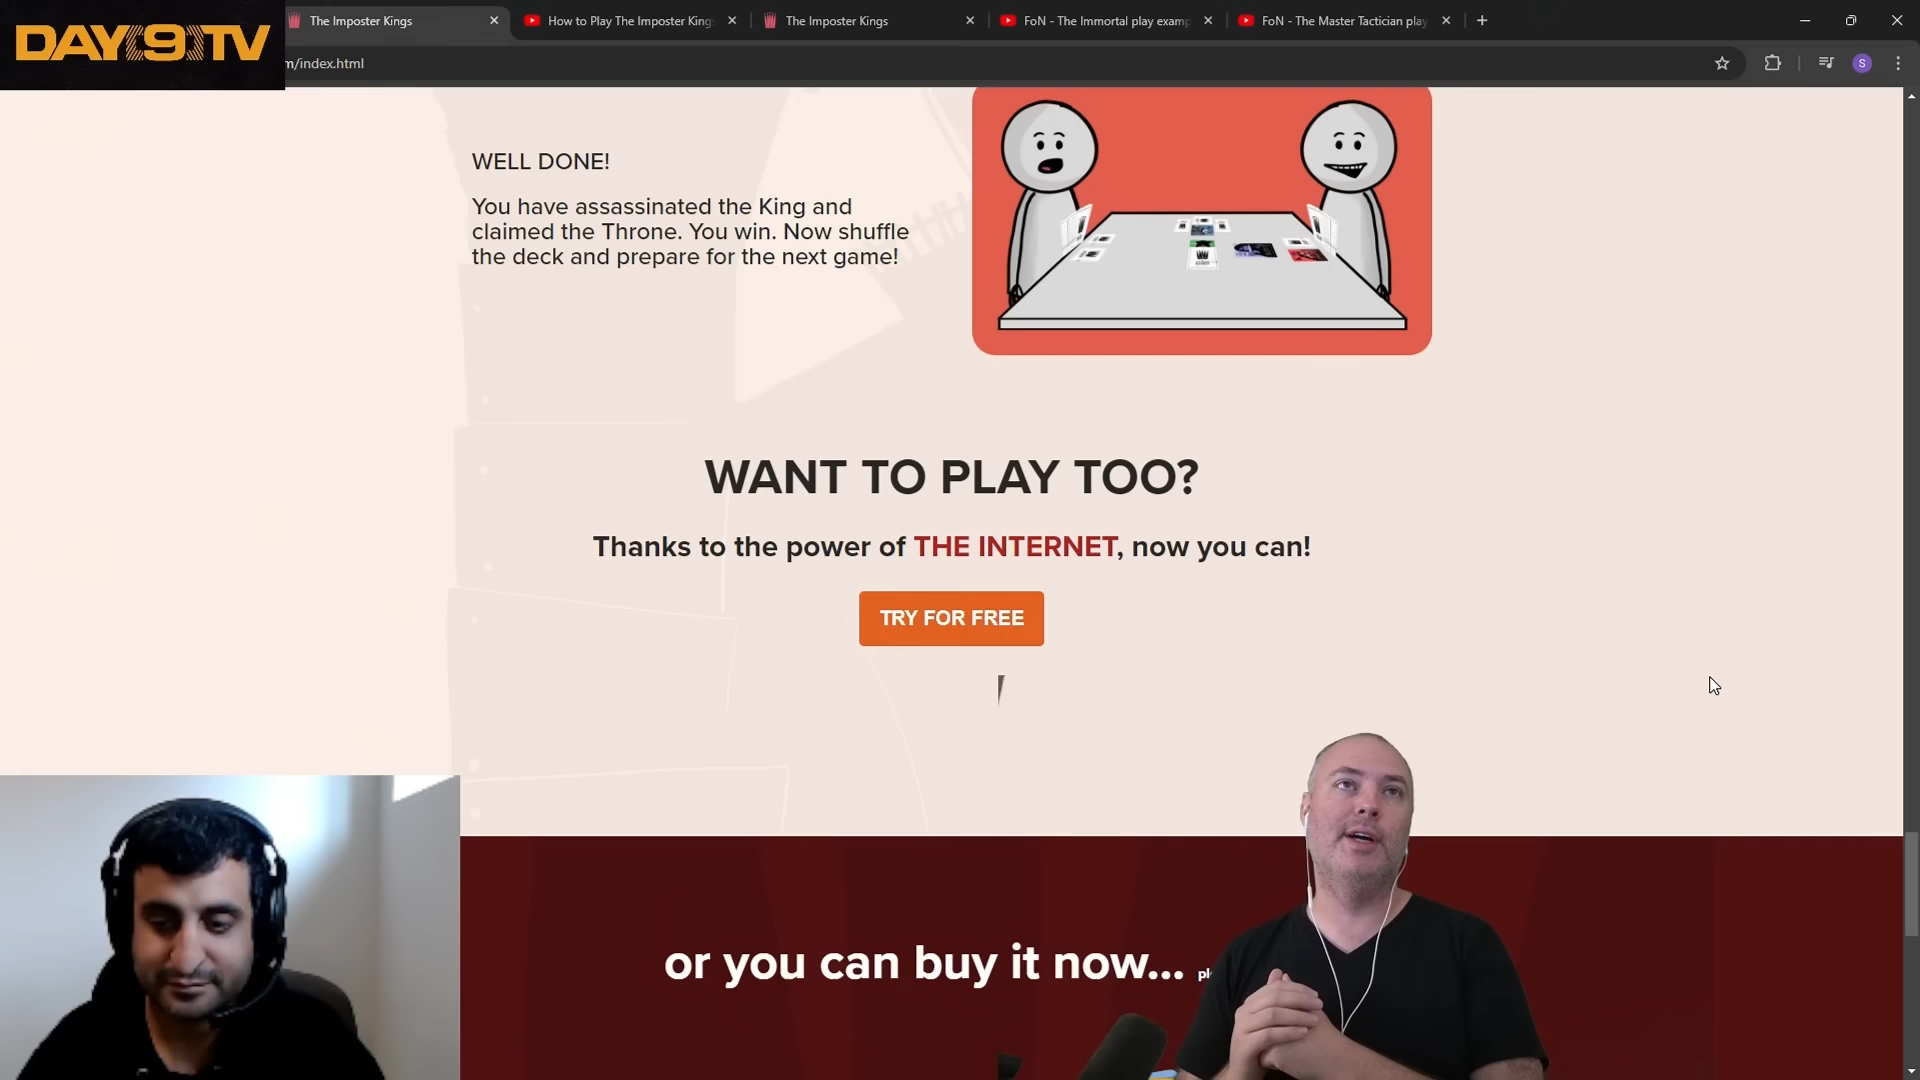 DAY[9]TV
The Imposter Kings
How to Play The Imposter King
The Imposter Kings
FoN - The Immortal play examp
FoN - The Master Tactician play
m/index.html
S
WELL DONE!
You have assassinated the King and
claimed the Throne. You win. Now shuffle
the deck and prepare for the next game!
WANT TO PLAY TOO?
Thanks to the power of THE INTERNET, now you can!
TRY FOR FREE
or you can buy it now...